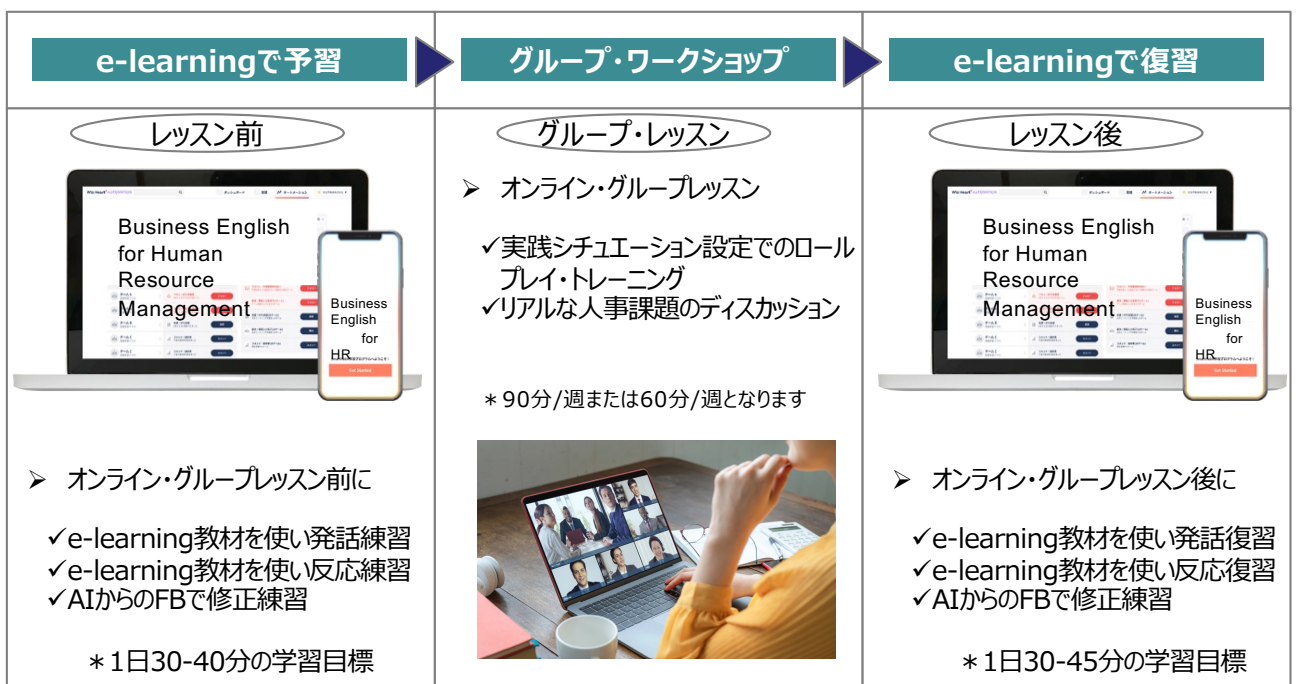 e-learningで予習
グループ・ワークショップ
e-learningで復習
レッスン前
Business English
for Human
Resource
Management
Business
English
for
HR
Get Started
➢ オンライン・グループレッスン前に
✓e-learning教材を使い発話練習
✓e-learning教材を使い反応練習
✓AIからのFBで修正練習
＊1日30-40分の学習目標
グループ・レッスン
➢ オンライン・グループレッスン
✓実践シチュエーション設定でのロール
プレイ・トレーニング
✓リアルな人事課題のディスカッション
＊90分/週または60分/週となります
レッスン後
Business English
for Human
Resource
Management
Business
English
for
HR
Get Started
➢ オンライン・グループレッスン後に
✓e-learning教材を使い発話復習
✓e-learning教材を使い反応復習
✓AIからのFBで修正練習
＊1日30-45分の学習目標